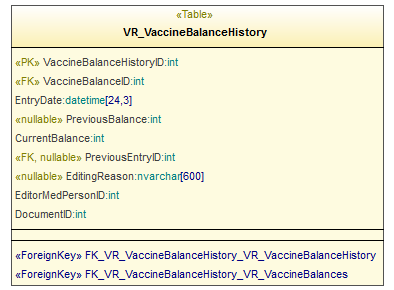 «Table»
VR_VaccineBalanceHistory
«PK» VaccineBalanceHistoryID:int
«FK» VaccineBalanceID:int
EntryDate:datetime[24,3]
«nullable» PreviousBalance:int
CurrentBalance:int
«FK, nullable» PreviousEntryID:int
«nullable» EditingReason:nvarchar[600]
EditorMedPersonID:int
DocumentID:int
«ForeignKey» FK_VR_VaccineBalanceHistory_VR_VaccineBalanceHistory
«ForeignKey» FK_VR_VaccineBalanceHistory_VR_VaccineBalances